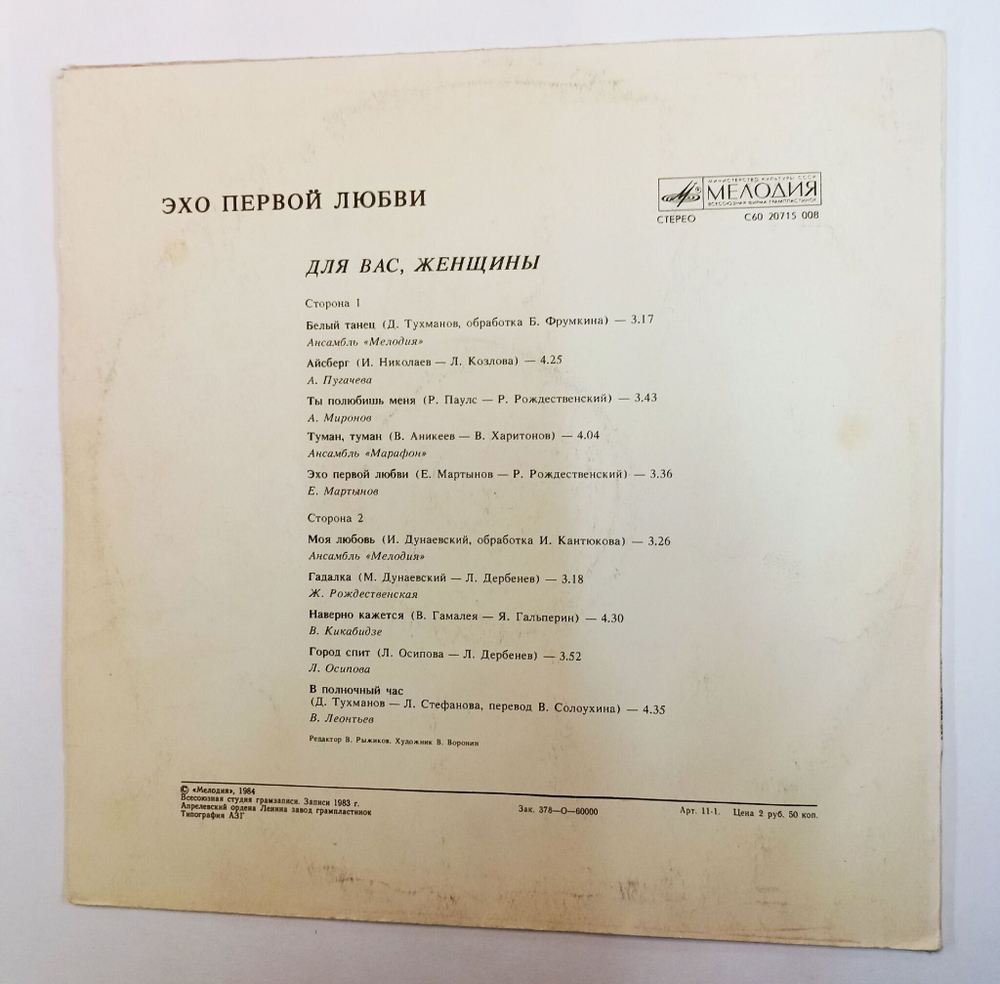 ЭХО ПЕРВОЙ ЛЮБВИ
МИНИСТЕРСТВО КУЛЬТУРЫ СССР
МЕЛОДИЯ
ВСЕСОЮЗНАЯ ФИРМА ГРАМПЛАСТИНОК
СТЕРЕО С60 20715 008
ДЛЯ ВАС, ЖЕНЩИНЫ
Сторона 1
Белый танец (Д. Тухманов, обработка Б. Фрумкина) — 3.17
Ансамбль «Мелодия»
Айсберг (И. Николаев — Л. Козлова) — 4.25
А. Пугачева
Ты полюбишь меня (Р. Паулс — Р. Рождественский) — 3.43
А. Миронов
Туман, туман (В. Аникеев — В. Харитонов) — 4.04
Ансамбль «Марафон»
Эхо первой любви (Е. Мартынов — Р. Рождественский) — 3.36
Е. Мартынов
Сторона 2
Моя любовь (И. Дунаевский, обработка И. Кантюкова) — 3.26
Ансамбль «Мелодия»
Гадалка (М. Дунаевский — Л. Дербенев) — 3.18
Ж. Рождественская
Наверно кажется (В. Гамалея — Я. Гальперин) — 4.30
В. Кикабидзе
Город спит (Л. Осипова — Л. Дербенев) — 3.52
Л. Осипова
В полночный час
(Д. Тухманов — Л. Стефанова, перевод В. Солоухина) — 4.35
В. Леонтьев
Редактор В. Рыжиков. Художник В. Воронин
© «Мелодия», 1984
Всесоюзная студия грамзаписи. Записи 1983 г.
Апрелевский ордена Ленина завод грампластинок
Типография АЗГ
Зак. 378—О—60000
Арт. 11-1. Цена 2 руб. 50 коп.